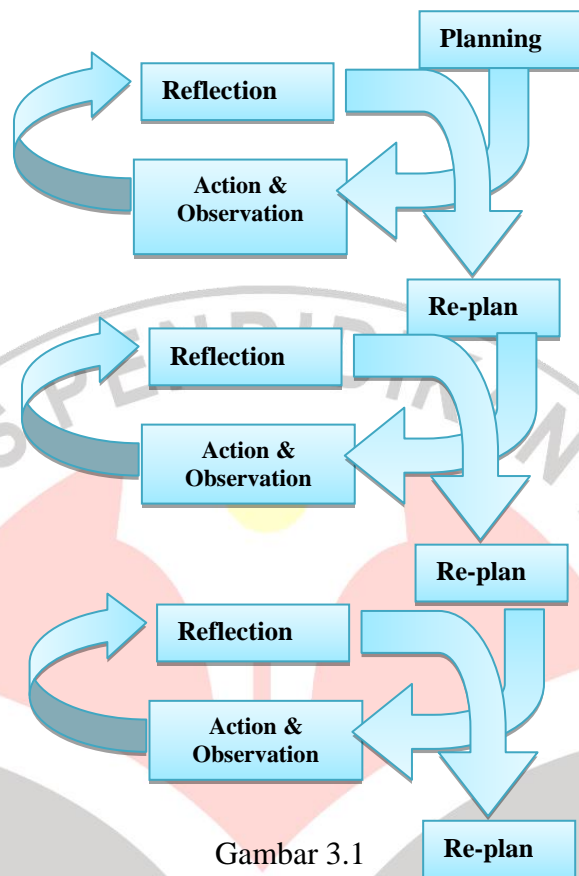 Planning
Reflection
Action &
Observation
Re-plan
Reflection
Action &
Observation
Re-plan
Reflection
Action &
Observation
Re-plan
Gambar 3.1
S PENDIDIKAN